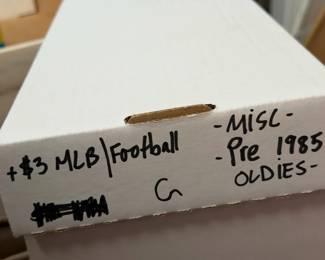 +$3 MLB/Football
G
-MISC-
-Pre 1985
OLDIES-